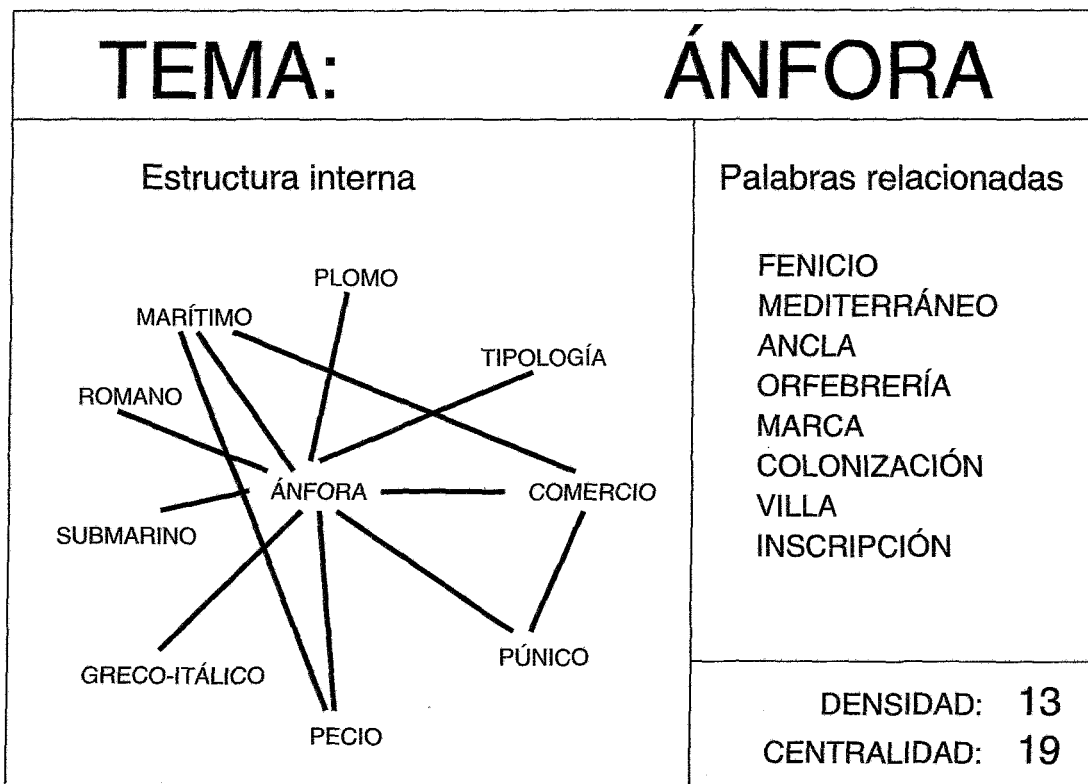 TEMA: ÁNFORA
Estructura interna
PLOMO
MARÍTIMO
TIPOLOGÍA
ROMANO
ÁNFORA
COMERCIO
SUBMARINO
PÚNICO
GRECO-ITÁLICO
PECIO
Palabras relacionadas
FENICIO
MEDITERRÁNEO
ANCLA
ORFEBRERÍA
MARCA
COLONIZACIÓN
VILLA
INSCRIPCIÓN
DENSIDAD: 13
CENTRALIDAD: 19